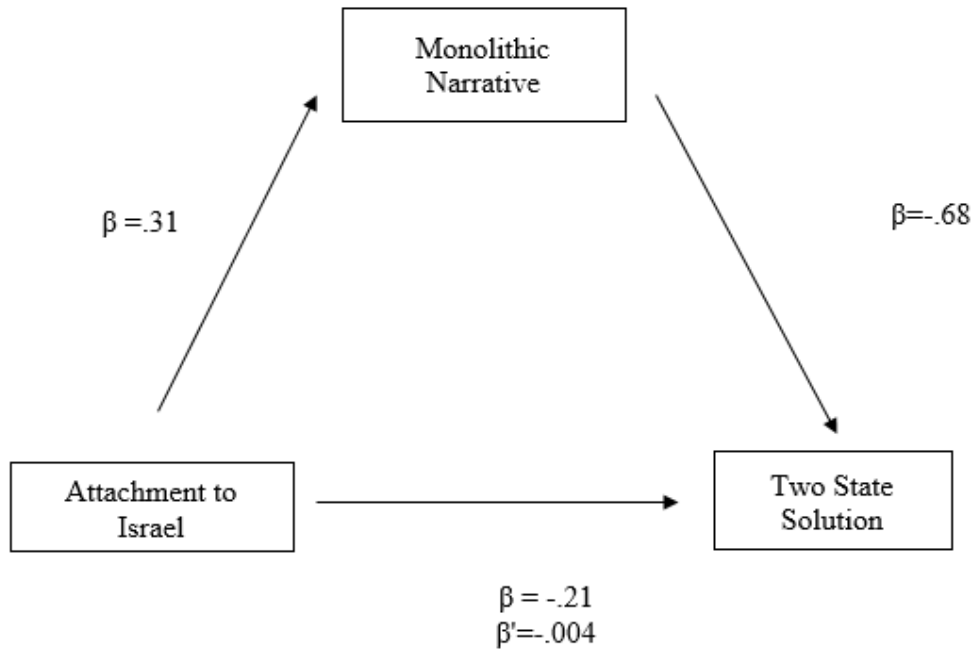 Monolithic
Narrative
β =.31
β=-.68
Attachment to
Israel
Two State
Solution
β = -.21
β'=-.004